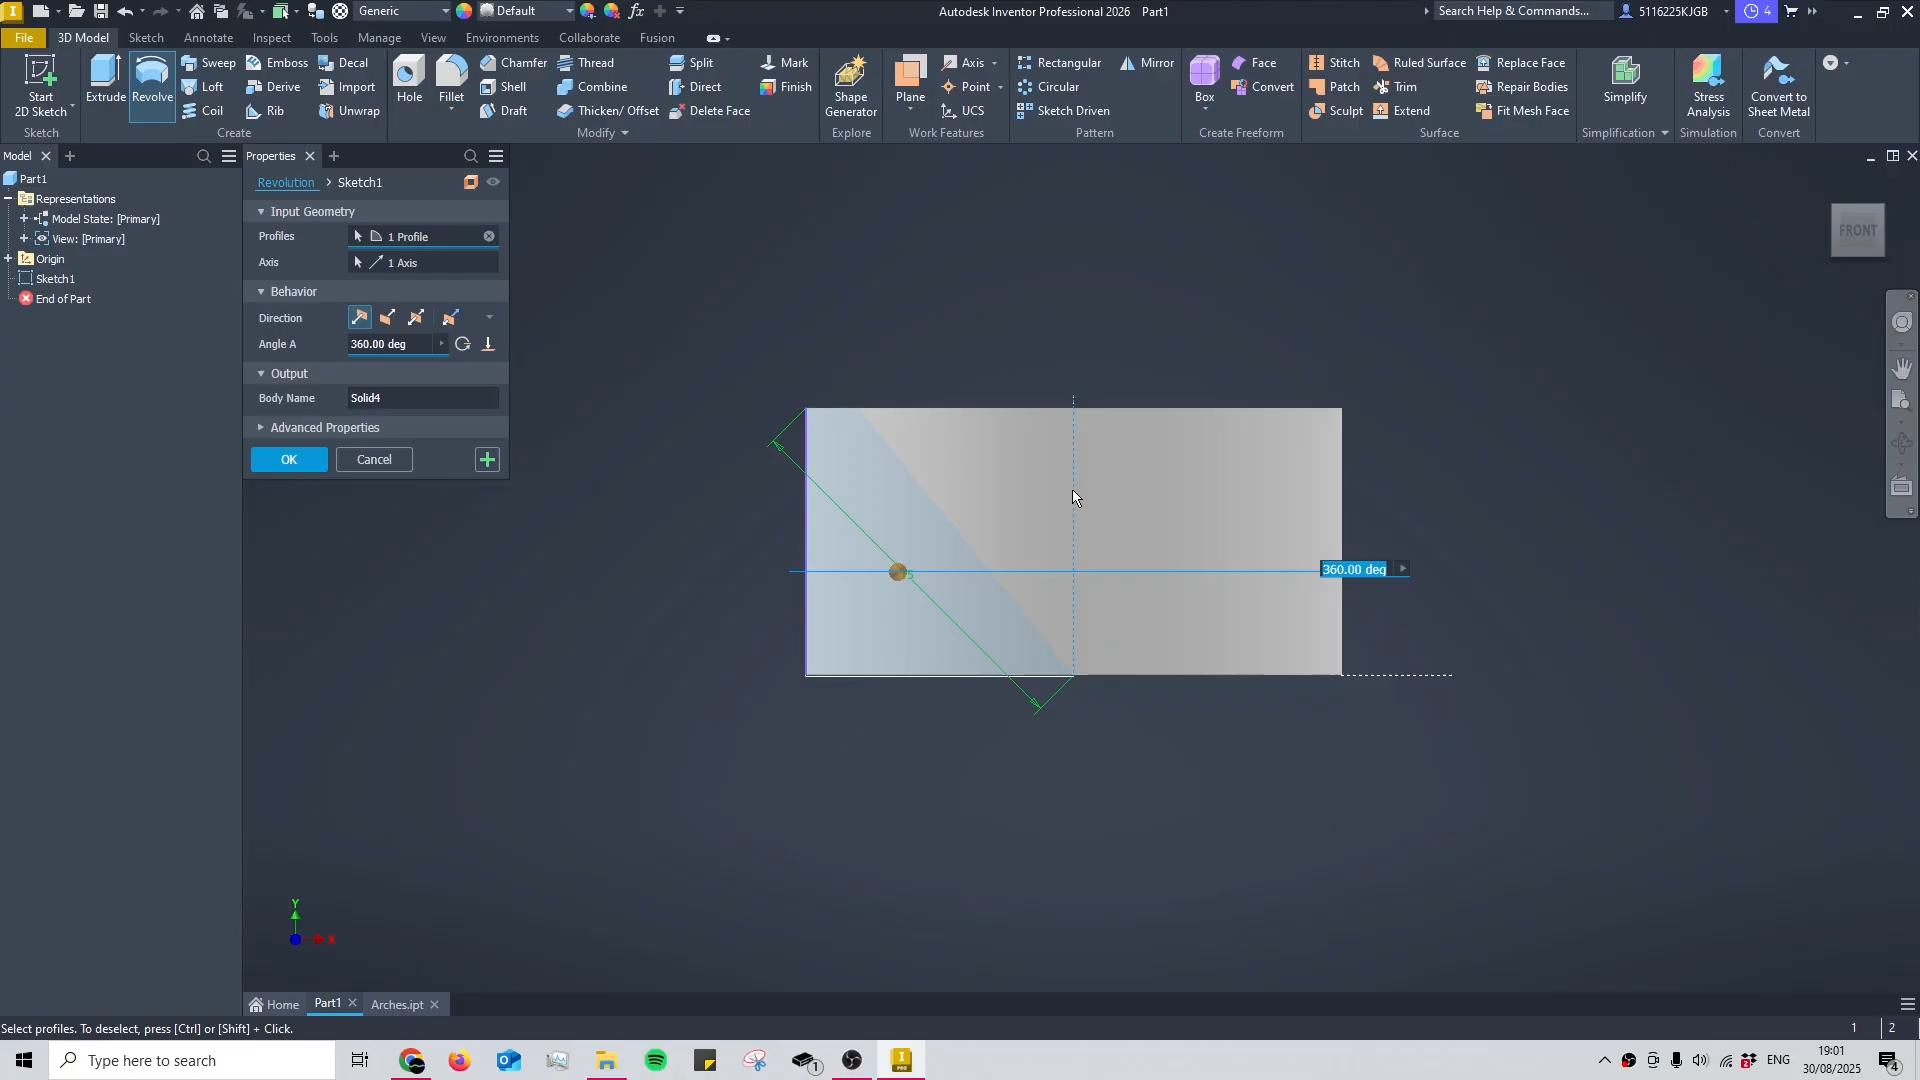 Generic
Default
fx
Autodesk Inventor Professional 2026 Part1
Search Help & Commands...
5116225KJGB
4
File
3D Model
Sketch
Annotate
Inspect
Tools
Manage
View
Environments
Collaborate
Fusion
Start
2D Sketch
Extrude
Revolve
Sweep
Loft
Coil
Emboss
Derive
Rib
Decal
Import
Unwrap
Hole
Fillet
Chamfer
Shell
Draft
Thread
Combine
Thicken/ Offset
Split
Direct
Delete Face
Mark
Finish
Shape
Generator
Plane
Axis
Point
UCS
Rectangular
Circular
Sketch Driven
Mirror
Box
Face
Convert
Stitch
Patch
Sculpt
Ruled Surface
Trim
Extend
Replace Face
Repair Bodies
Fit Mesh Face
Simplify
Stress
Analysis
Convert to
Sheet Metal
Sketch
Create
Modify
Explore
Work Features
Pattern
Create Freeform
Surface
Simplification
Simulation
Convert
Model
Part1
Representations
Model State: [Primary]
View: [Primary]
Origin
Sketch1
End of Part
Properties
Revolution > Sketch1
Input Geometry
Profiles 1 Profile
Axis 1 Axis
Behavior
Direction
Angle A 360.00 deg
Output
Body Name Solid4
Advanced Properties
OK Cancel
FRONT
360.00 deg
Y
X
Home
Part1
Arches.ipt
Select profiles. To deselect, press [Ctrl] or [Shift] + Click.
1 2
Type here to search
ENG
19:01
30/08/2025
4